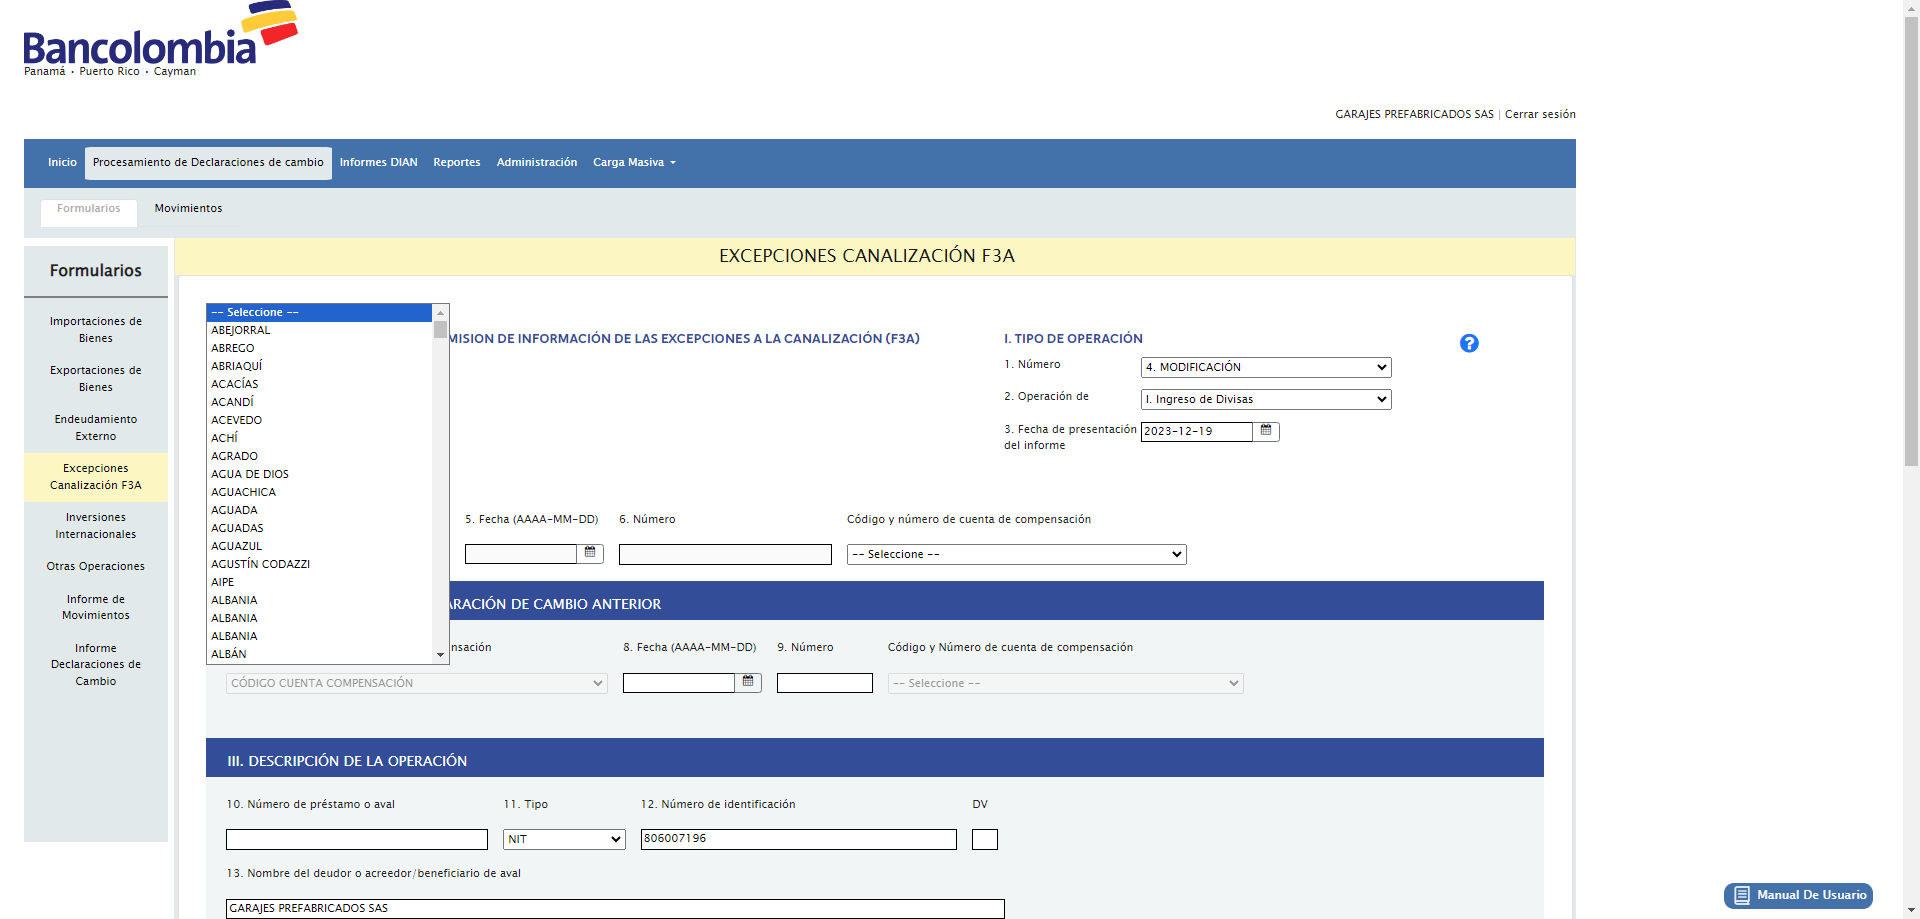 Bancolombia
Panamá • Puerto Rico • Cayman
GARAJES PREFABRICADOS SAS | Cerrar sesión
Inicio Procesamiento de Declaraciones de cambio Informes DIAN Reportes Administración Carga Masiva
Formularios Movimientos
EXCEPCIONES CANALIZACIÓN F3A
Formularios
Importaciones de
Bienes
Exportaciones de
Bienes
Endeudamiento
Externo
Excepciones
Canalización F3A
Inversiones
Internacionales
Otras Operaciones
Informe de
Movimientos
Informe
Declaraciones de
Cambio
-- Seleccione --
ABEJORRAL
ABREGO
ABRIAQUÍ
ACACÍAS
ACANDÍ
ACEVEDO
ACHÍ
AGRADO
AGUA DE DIOS
AGUACHICA
AGUADA
AGUADAS
AGUAZUL
AGUSTÍN CODAZZI
AIPE
ALBANIA
ALBANIA
ALBANIA
ALBÁN
MISION DE INFORMACIÓN DE LAS EXCEPCIONES A LA CANALIZACIÓN (F3A)
I. TIPO DE OPERACIÓN
?
1. Número
4. MODIFICACIÓN
2. Operación de
I. Ingreso de Divisas
3. Fecha de presentación
del informe
2023-12-19
5. Fecha (AAAA-MM-DD) 6. Número Código y número de cuenta de compensación
-- Seleccione --
ARACIÓN DE CAMBIO ANTERIOR
nsación 8. Fecha (AAAA-MM-DD) 9. Número Código y Número de cuenta de compensación
CÓDIGO CUENTA COMPENSACIÓN
-- Seleccione --
III. DESCRIPCIÓN DE LA OPERACIÓN
10. Número de préstamo o aval 11. Tipo 12. Número de identificación DV
NIT
806007196
13. Nombre del deudor o acreedor/beneficiario de aval
GARAJES PREFABRICADOS SAS
Manual De Usuario